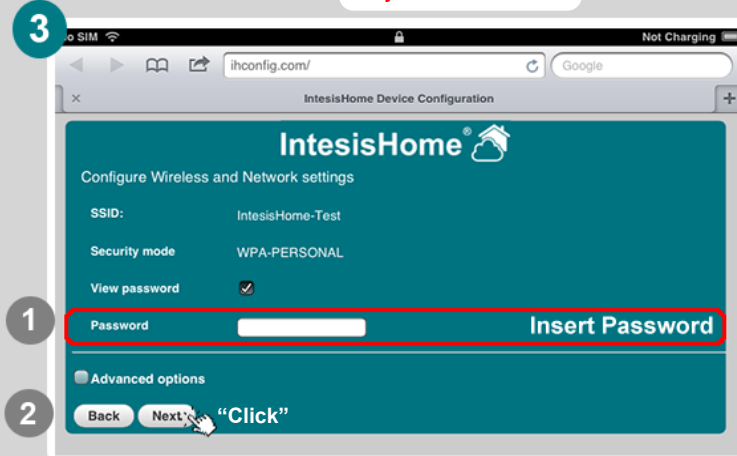 3
No SIM
Not Charging
ihconfig.com/
Google
IntesisHome Device Configuration
IntesisHome®
Configure Wireless and Network settings
SSID: IntesisHome-Test
Security mode WPA-PERSONAL
View password
1 Password Insert Password
Advanced options
2 Back Next “Click”